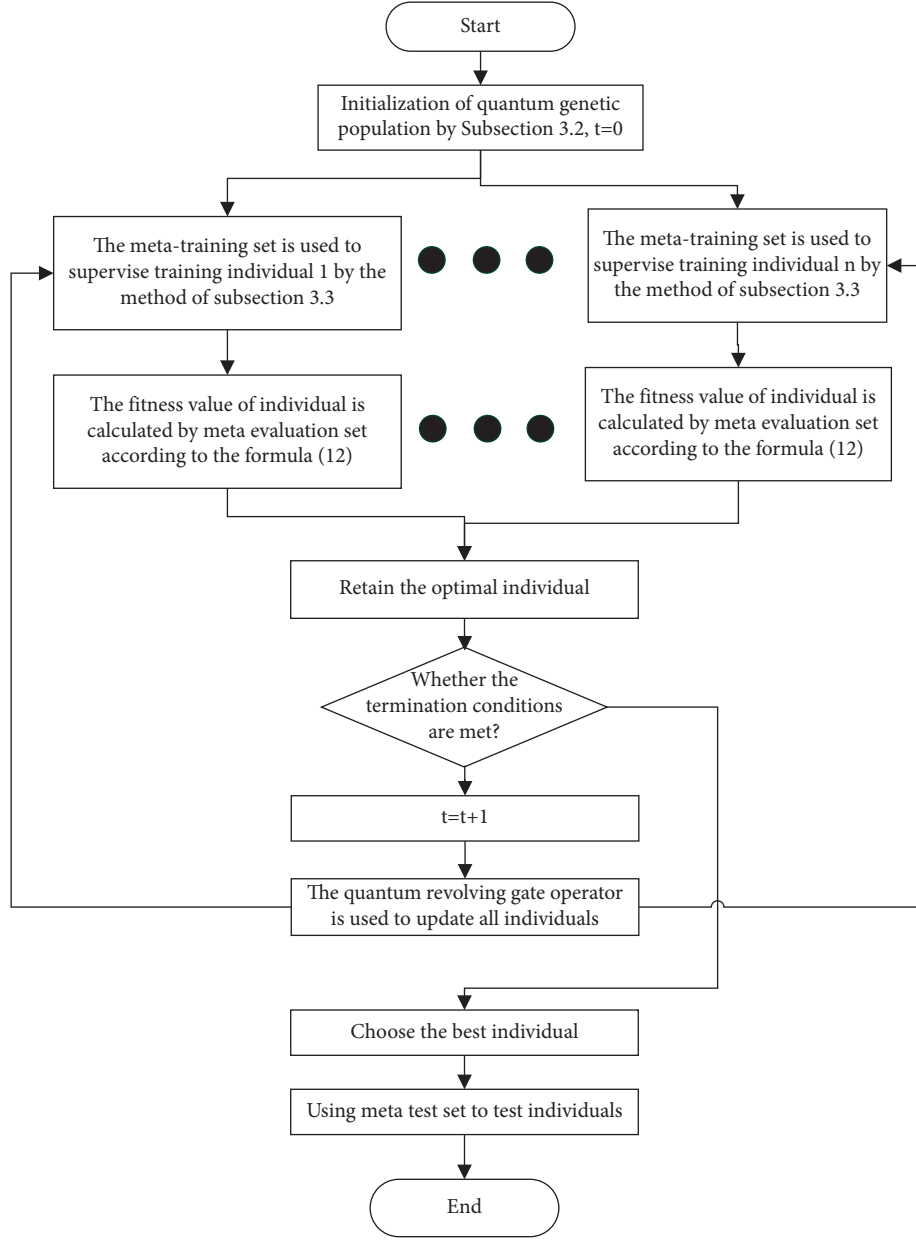 Start
Initialization of quantum genetic
population by Subsection 3.2, t=0
The meta-training set is used to
supervise training individual 1 by the
method of subsection 3.3
The meta-training set is used to
supervise training individual n by
the method of subsection 3.3
The fitness value of individual is
calculated by meta evaluation set
according to the formula (12)
The fitness value of individual is
calculated by meta evaluation set
according to the formula (12)
Retain the optimal individual
Whether the
termination conditions
are met?
t=t+1
The quantum revolving gate operator
is used to update all individuals
Choose the best individual
Using meta test set to test individuals
End